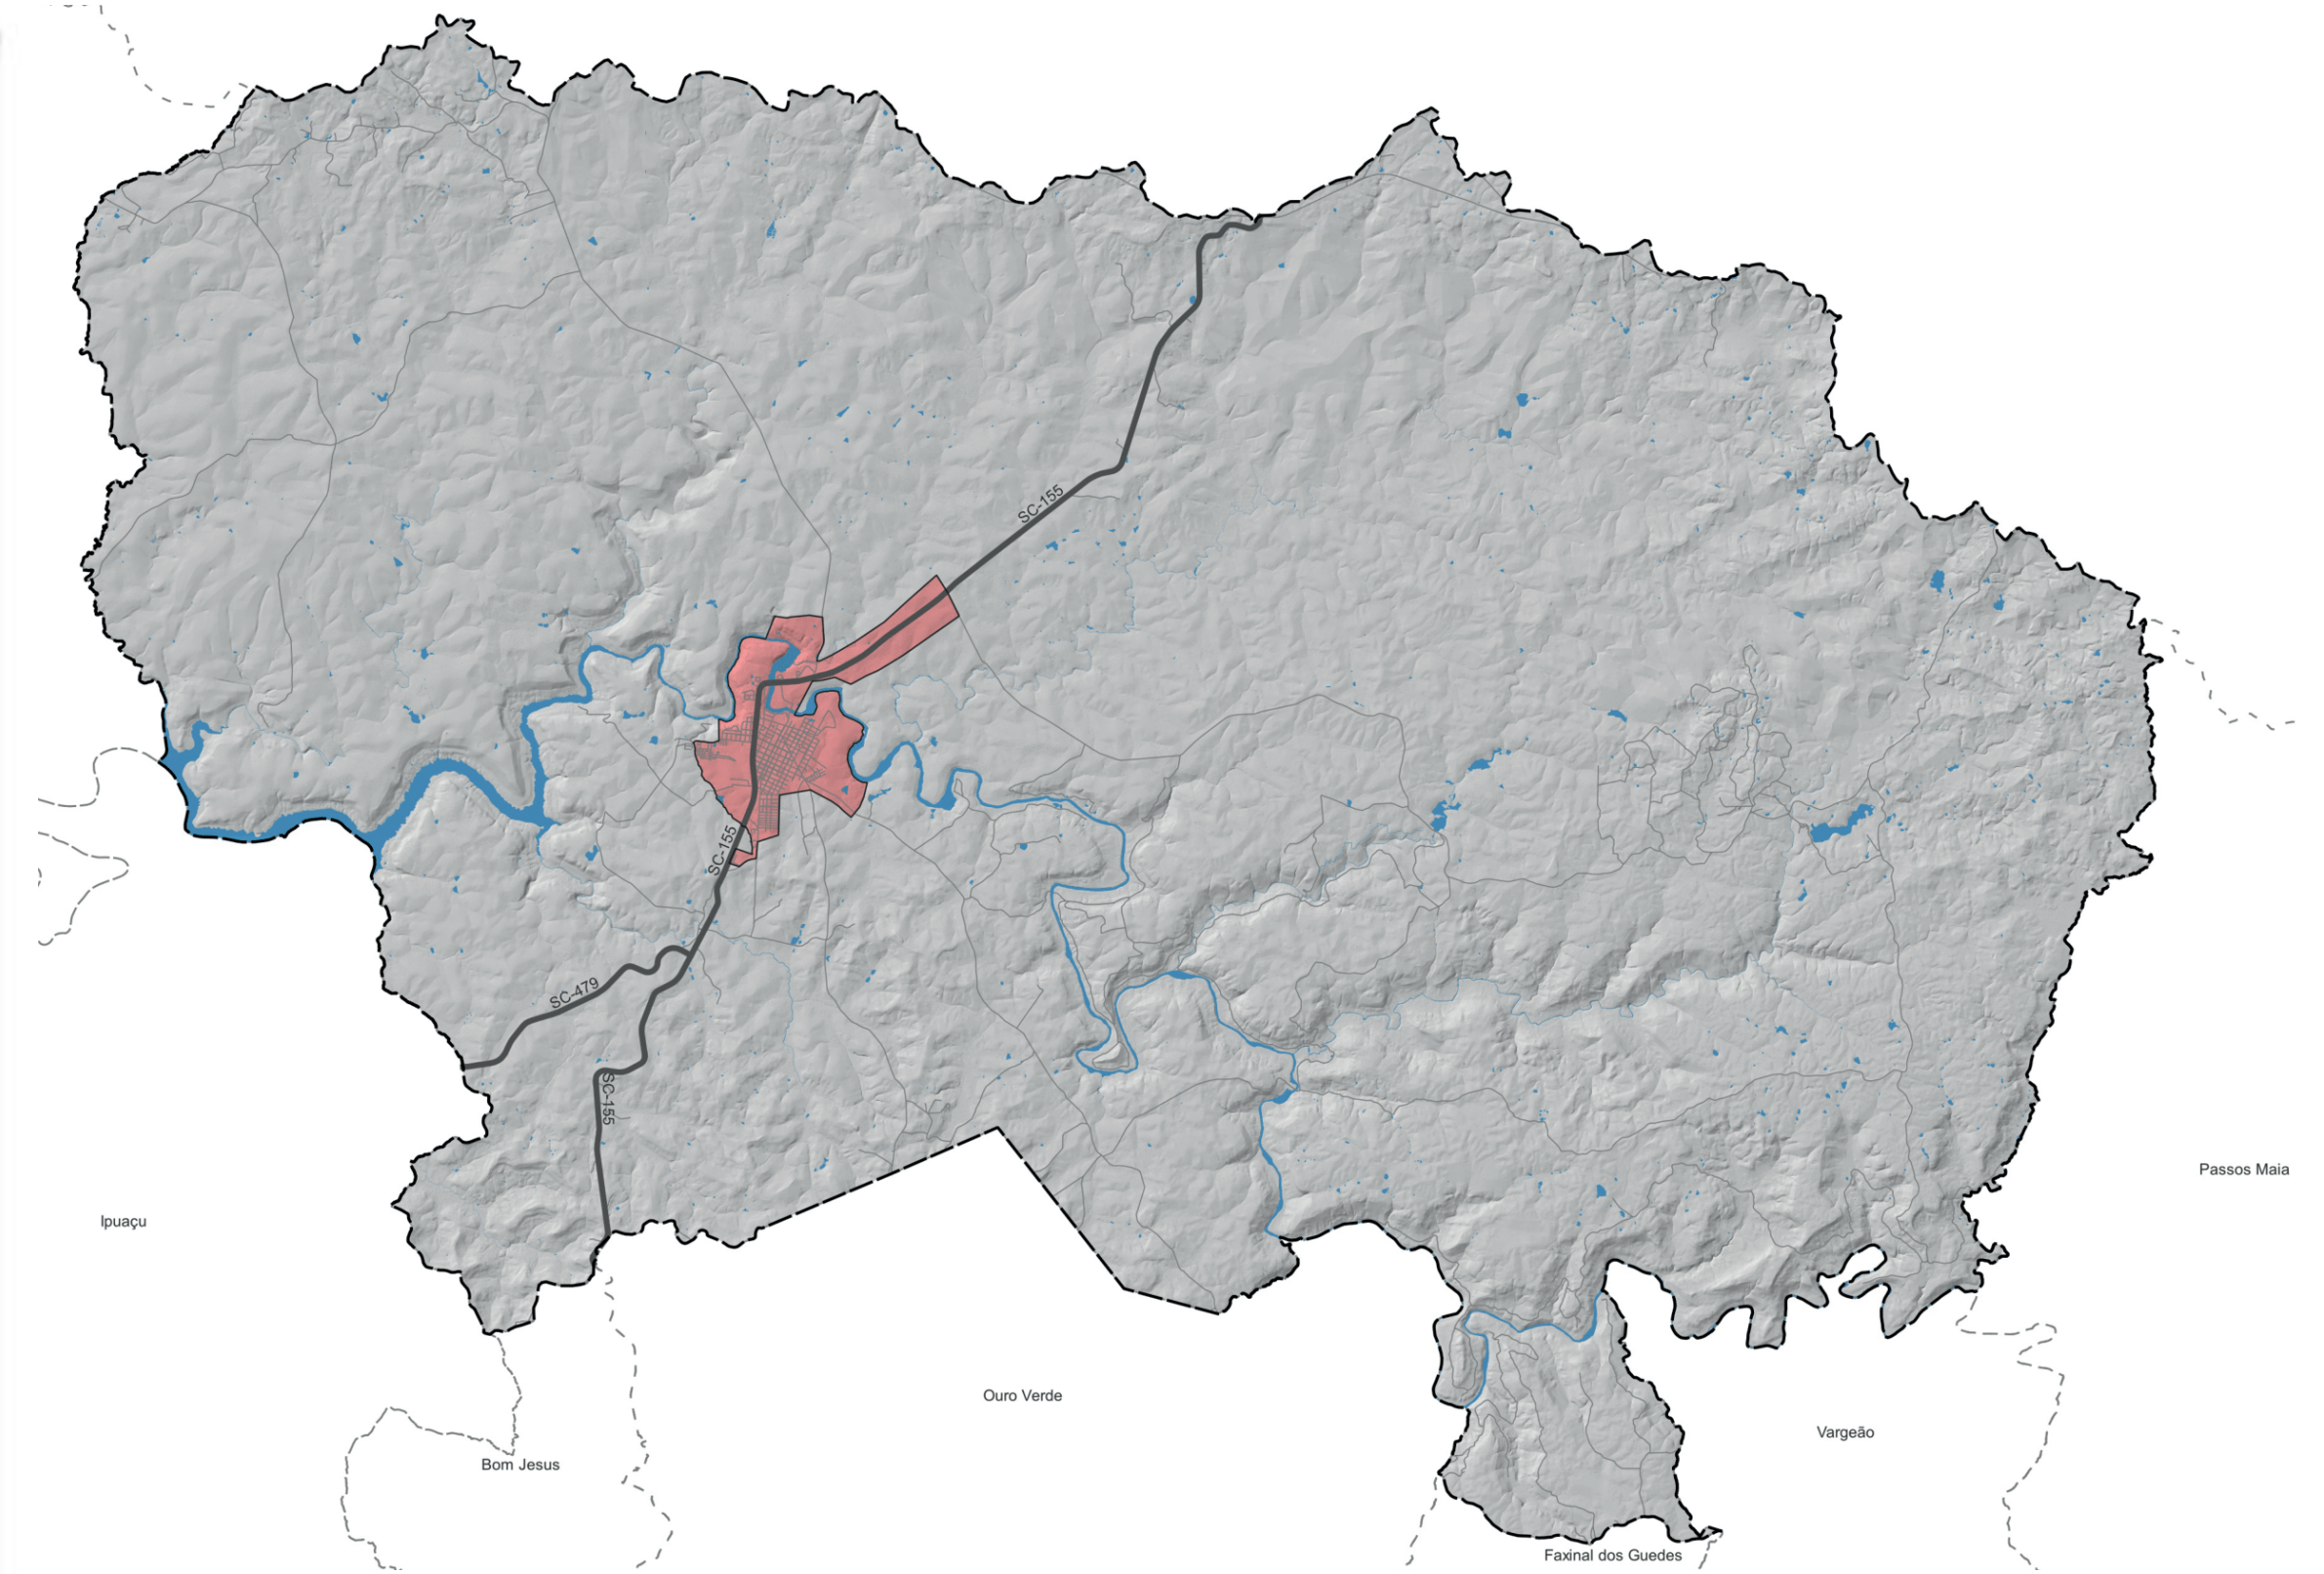 SC-155
SC-155
SC-479
SC-155
Passos Maia
Ipuaçu
Ouro Verde
Vargeão
Bom Jesus
Faxinal dos Guedes